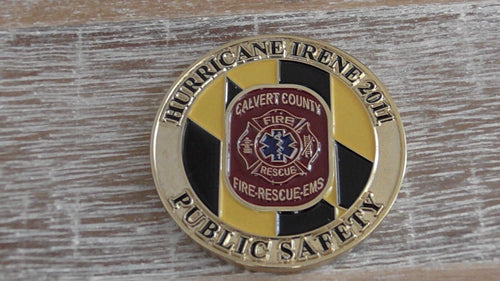 HURRICANE IRENE 2011
CALVERT COUNTY
FIRE
RESCUE
FIRE-RESCUE-EMS
PUBLIC SAFETY